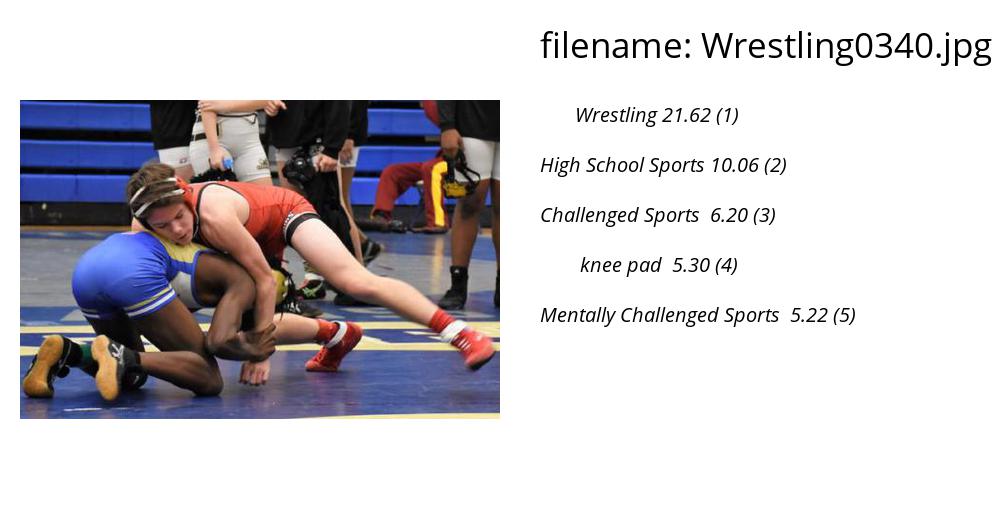 filename: Wrestling0340.jpg
Wrestling 21.62 (1)
High School Sports 10.06 (2)
Challenged Sports 6.20 (3)
knee pad 5.30 (4)
Mentally Challenged Sports 5.22 (5)